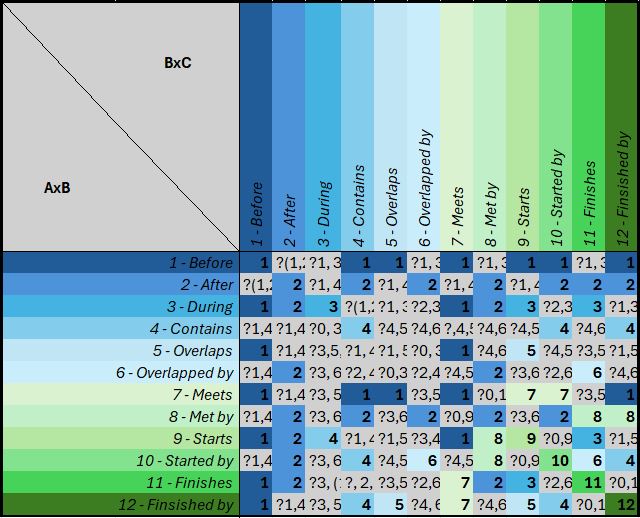 BxC
AxB
1 - Before
2 - After
3 - During
4 - Contains
5 - Overlaps
6 - Overlapped by
7 - Meets
8 - Met by
9 - Starts
10 - Started by
11 - Finishes
12 - Finsished by
1 - Before 1 ?(1,2 ?1, 3 1 1 ?1, 3 1 ?1, 3 1 1 ?1, 3 1
2 - After ?(1,2 2 ?1, 4 2 ?1, 4 2 ?1, 4 2 ?1, 4 2 2 2
3 - During 1 2 3 ?(1,2 ?1, 3 ?2,3 1 2 3 ?2,3 3 ?1,3
4 - Contains ?1,4 ?1,4 ?0, 3 4 ?4,5 ?4,6 ?,4,5 ?4,6 ?4,5 4 ?4,6 4
5 - Overlaps 1 ?1,4 ?3,5, ?1, 4 ?1, ?0, 3 1 ?4,6 5 ?4,5 ?3,5 ?1,5
6 - Overlapped by ?1,4 2 ?3,6 ?2, 4 ?0,3 ?2,4 ?4,5 2 ?3,6 ?2,6 6 ?4,6
7 - Meets 1 ?1,4 ?3,5 1 1 ?3,5 1 ?0,1 7 7 ?3,5 1
8 - Met by ?1,4 2 ?3,6 2 ?3,6 2 ?0,9 2 ?3,6 2 8 8
9 - Starts 1 2 4 ?1, 4 ?1,5 ?3,4 1 8 9 ?0,9 3 ?1,5
10 - Started by ?1,4 2 ?3,6 4 ?4,5 6 ?4,5 8 ?0,9 10 6 4
11 - Finishes 1 2 ?3, ( ?, 2, ?3,5 ?2,6 7 2 3 ?2,6 11 ?0,1
12 - Finsished by 1 ?1,4 ?3,5 4 5 ?4, 7 ?4,6 5 4 ?0,1 12